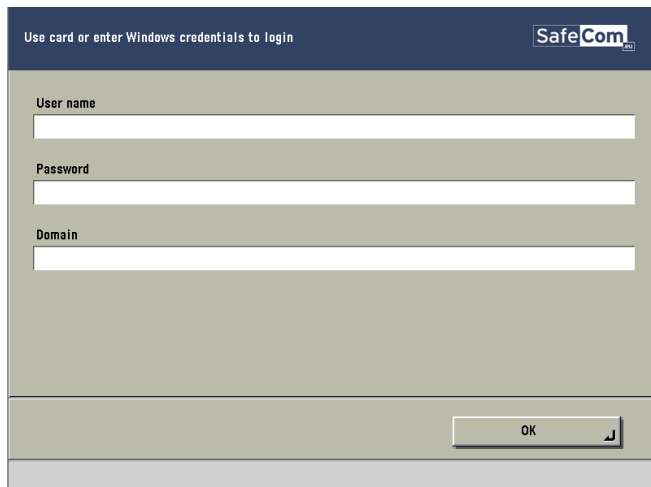 Use card or enter Windows credentials to login
SafeCom.eu
User name
Password
Domain
OK